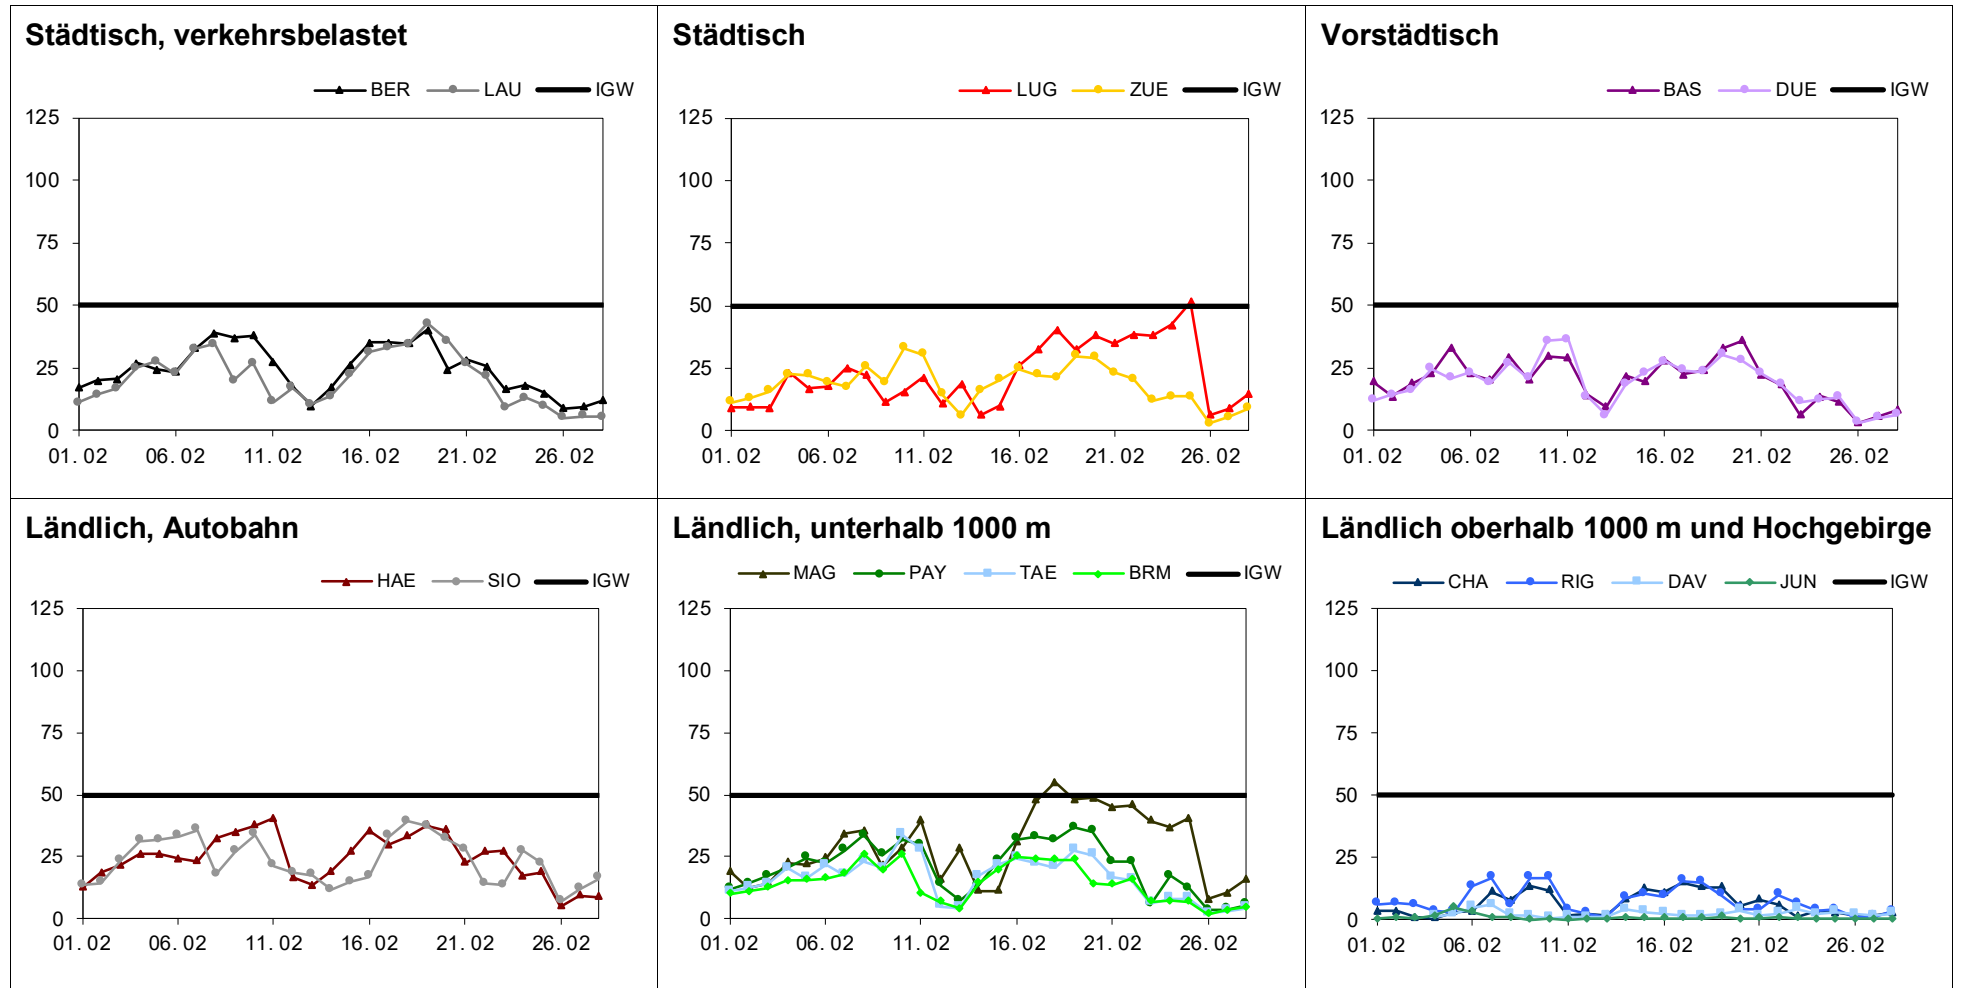 Städtisch, verkehrsbelastet
BER LAU IGW
125
100
75
50
25
0
01. 02 06. 02 11. 02 16. 02 21. 02 26. 02
Städtisch
LUG ZUE IGW
125
100
75
50
25
0
01. 02 06. 02 11. 02 16. 02 21. 02 26. 02
Vorstädtisch
BAS DUE IGW
125
100
75
50
25
0
01. 02 06. 02 11. 02 16. 02 21. 02 26. 02
Ländlich, Autobahn
HAE SIO IGW
125
100
75
50
25
0
01. 02 06. 02 11. 02 16. 02 21. 02 26. 02
Ländlich, unterhalb 1000 m
MAG PAY TAE BRM IGW
125
100
75
50
25
0
01. 02 06. 02 11. 02 16. 02 21. 02 26. 02
Ländlich oberhalb 1000 m und Hochgebirge
CHA RIG DAV JUN IGW
125
100
75
50
25
0
01. 02 06. 02 11. 02 16. 02 21. 02 26. 02